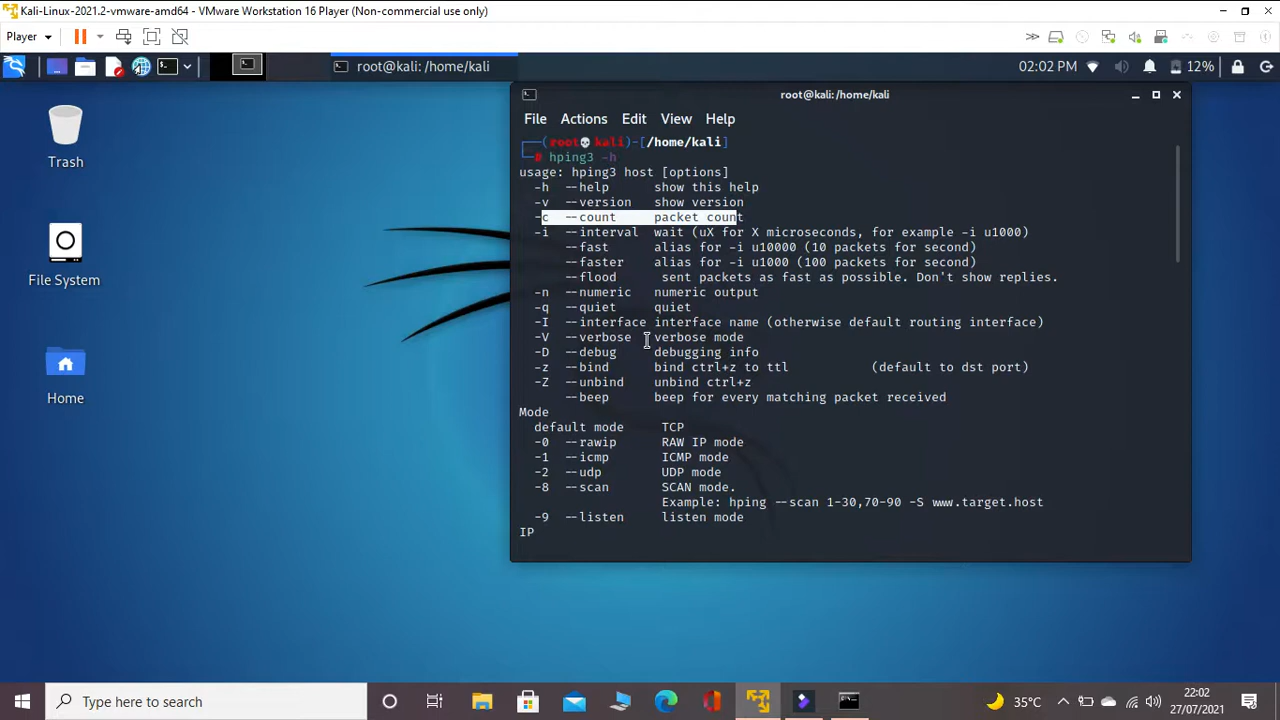 Kali-Linux-2021.2-vmware-amd64 - VMware Workstation 16 Player (Non-commercial use only)
Player
root@kali: /home/kali
02:02 PM
12%
root@kali:/home/kali
File Actions Edit View Help
Trash
File System
Home
(root💀kali)-[/home/kali]
# hping3 -h
usage: hping3 host [options]
-h --help show this help
-v --version show version
-c --count packet count
-i --interval wait (uX for X microseconds, for example -i u1000)
--fast alias for -i u10000 (10 packets for second)
--faster alias for -i u1000 (100 packets for second)
--flood sent packets as fast as possible. Don't show replies.
-n --numeric numeric output
-q --quiet quiet
-I --interface interface name (otherwise default routing interface)
-V --verbose verbose mode
-D --debug debugging info
-z --bind bind ctrl+z to ttl (default to dst port)
-Z --unbind unbind ctrl+z
--beep beep for every matching packet received
Mode
default mode TCP
-0 --rawip RAW IP mode
-1 --icmp ICMP mode
-2 --udp UDP mode
-8 --scan SCAN mode.
Example: hping --scan 1-30,70-90 -S www.target.host
-9 --listen listen mode
IP
Type here to search
35°C
22:02
27/07/2021